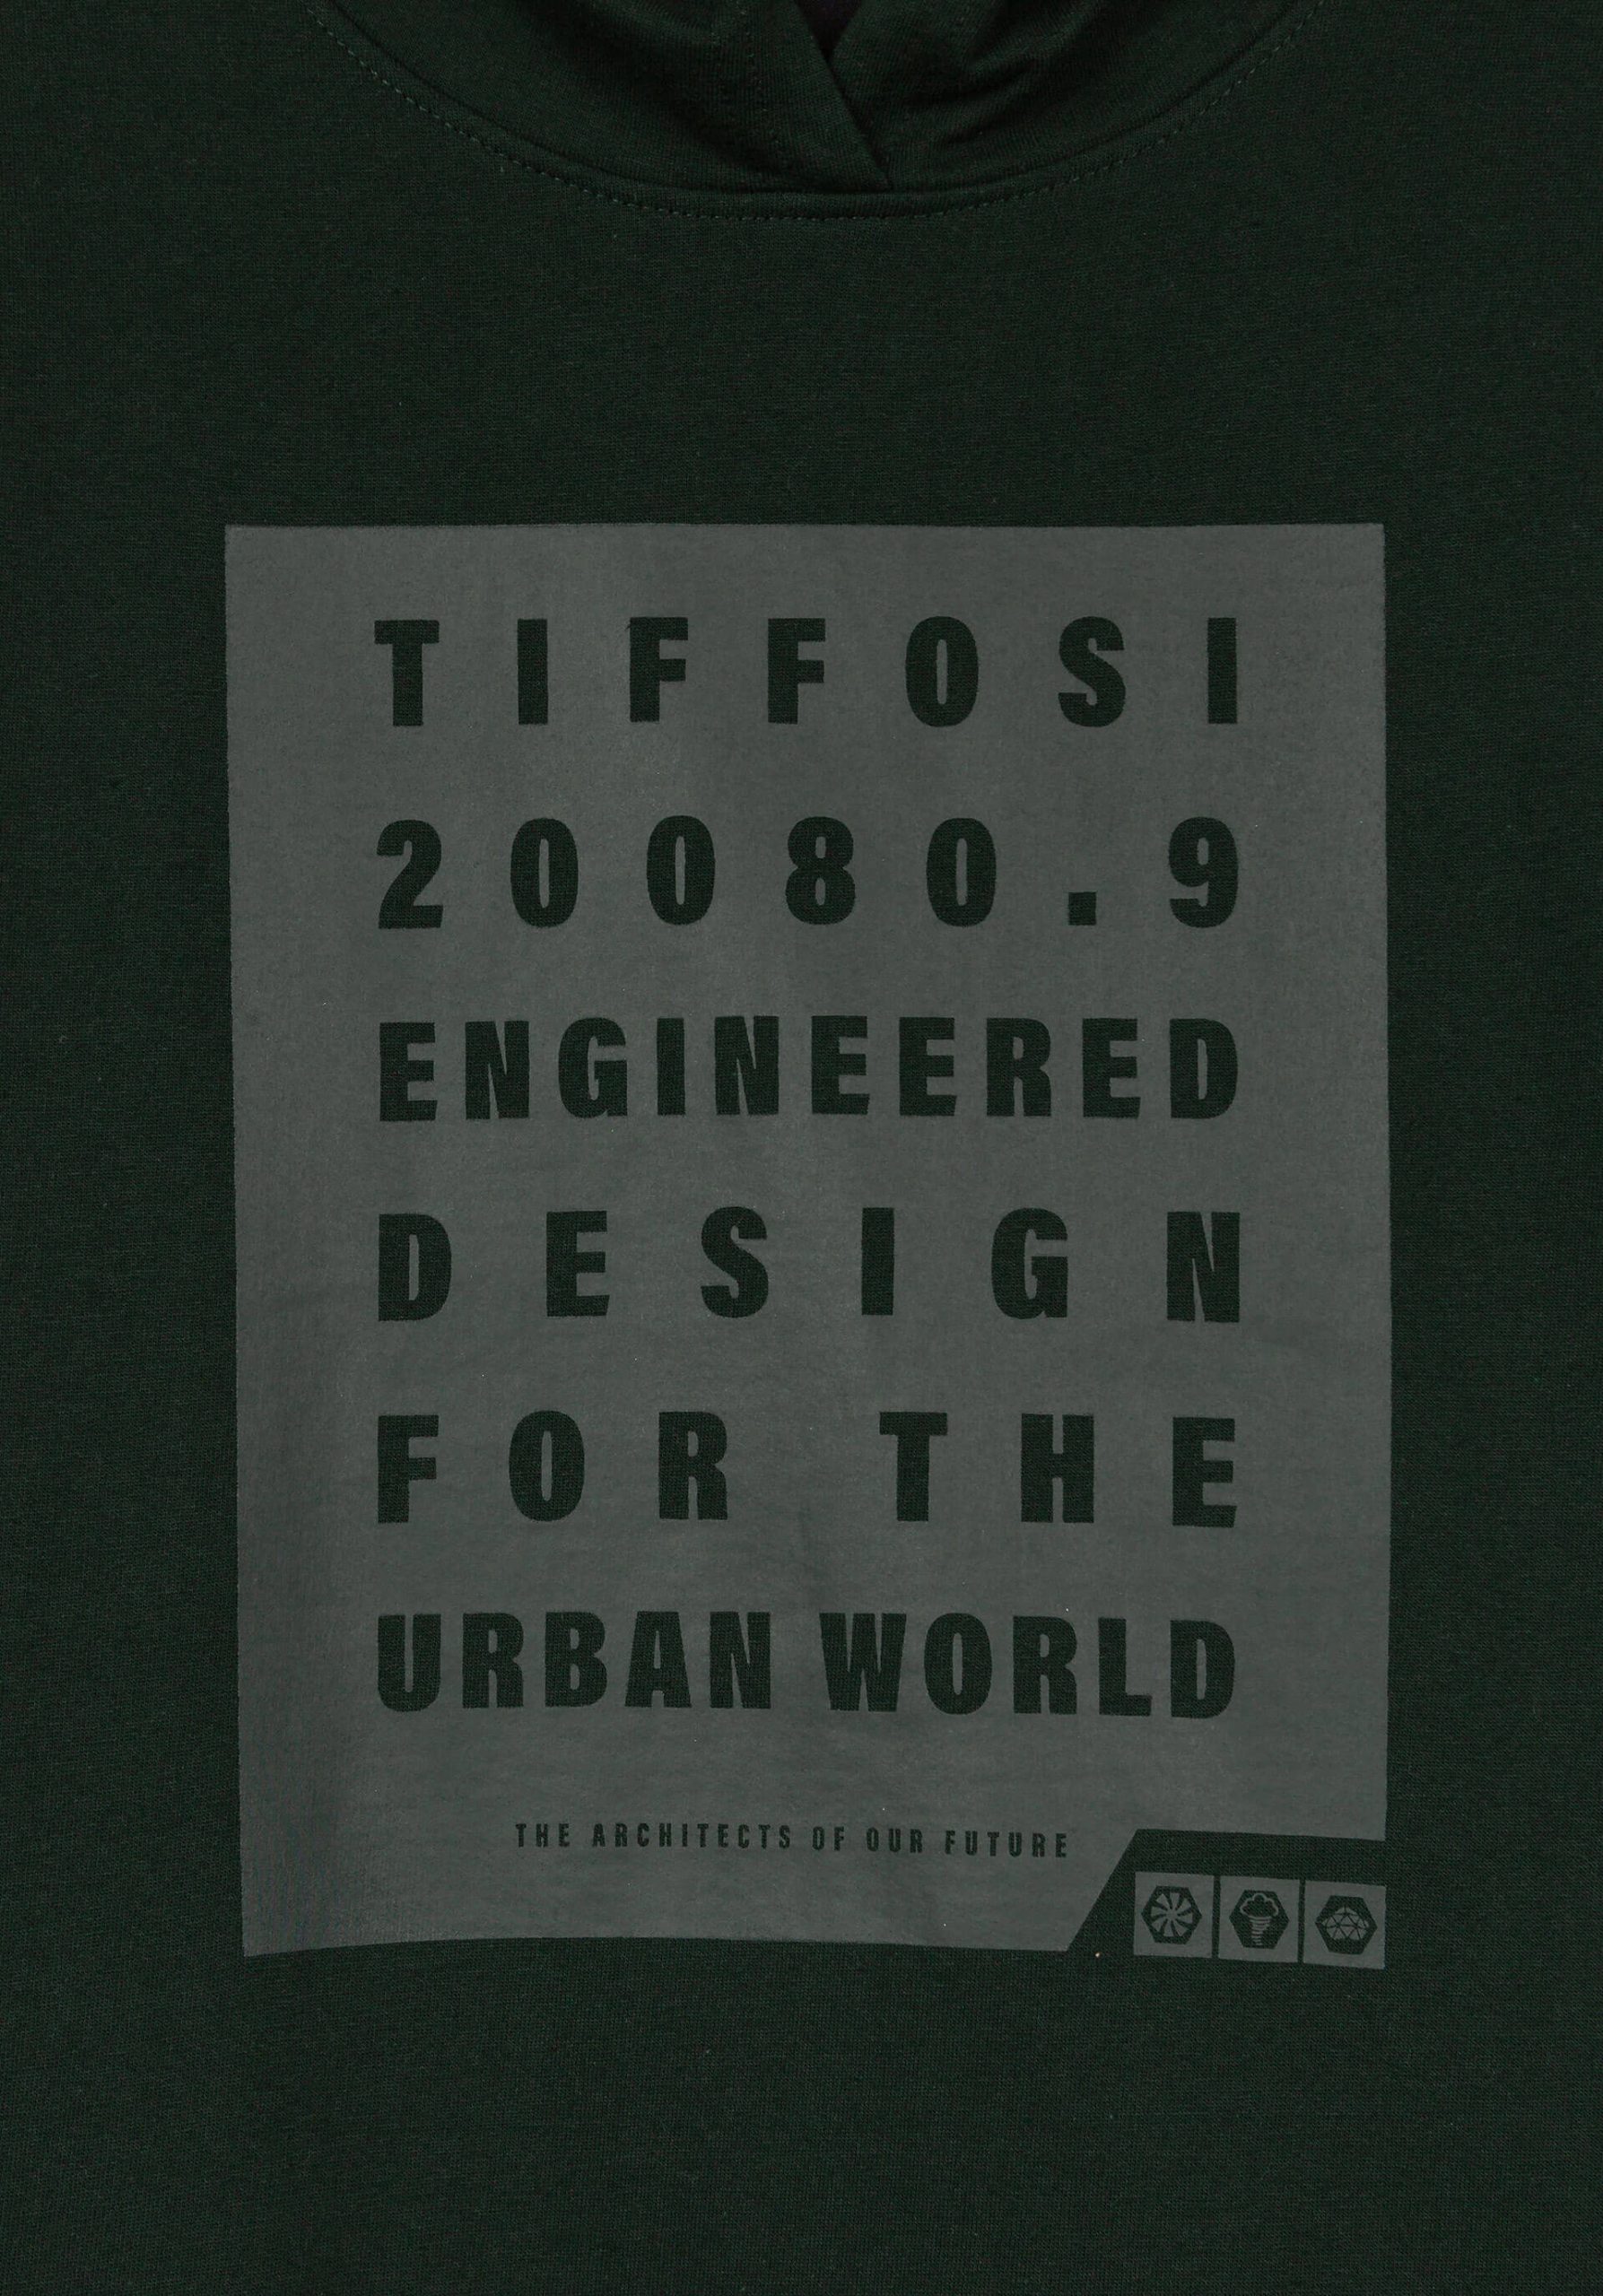 TIFFOSI
20080.9
ENGINEERED
DESIGN
FOR THE
URBAN WORLD
THE ARCHITECTS OF OUR FUTURE